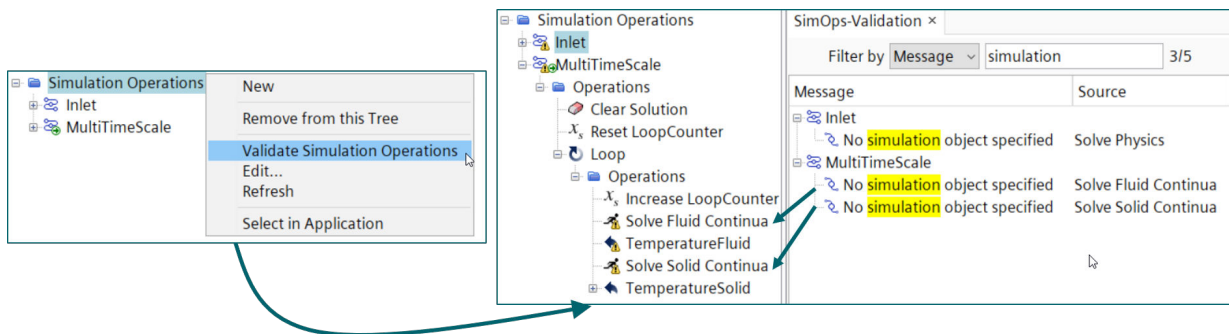 Simulation Operations
Inlet
MultiTimeScale
New
Remove from this Tree
Validate Simulation Operations
Edit...
Refresh
Select in Application
Simulation Operations
Inlet
MultiTimeScale
Operations
Clear Solution
Xs Reset LoopCounter
Loop
Operations
Xs Increase LoopCounter
Solve Fluid Continua
TemperatureFluid
Solve Solid Continua
TemperatureSolid
SimOps-Validation ×
Filter by Message simulation 3/5
Message Source
Inlet
No simulation object specified Solve Physics
MultiTimeScale
No simulation object specified Solve Fluid Continua
No simulation object specified Solve Solid Continua